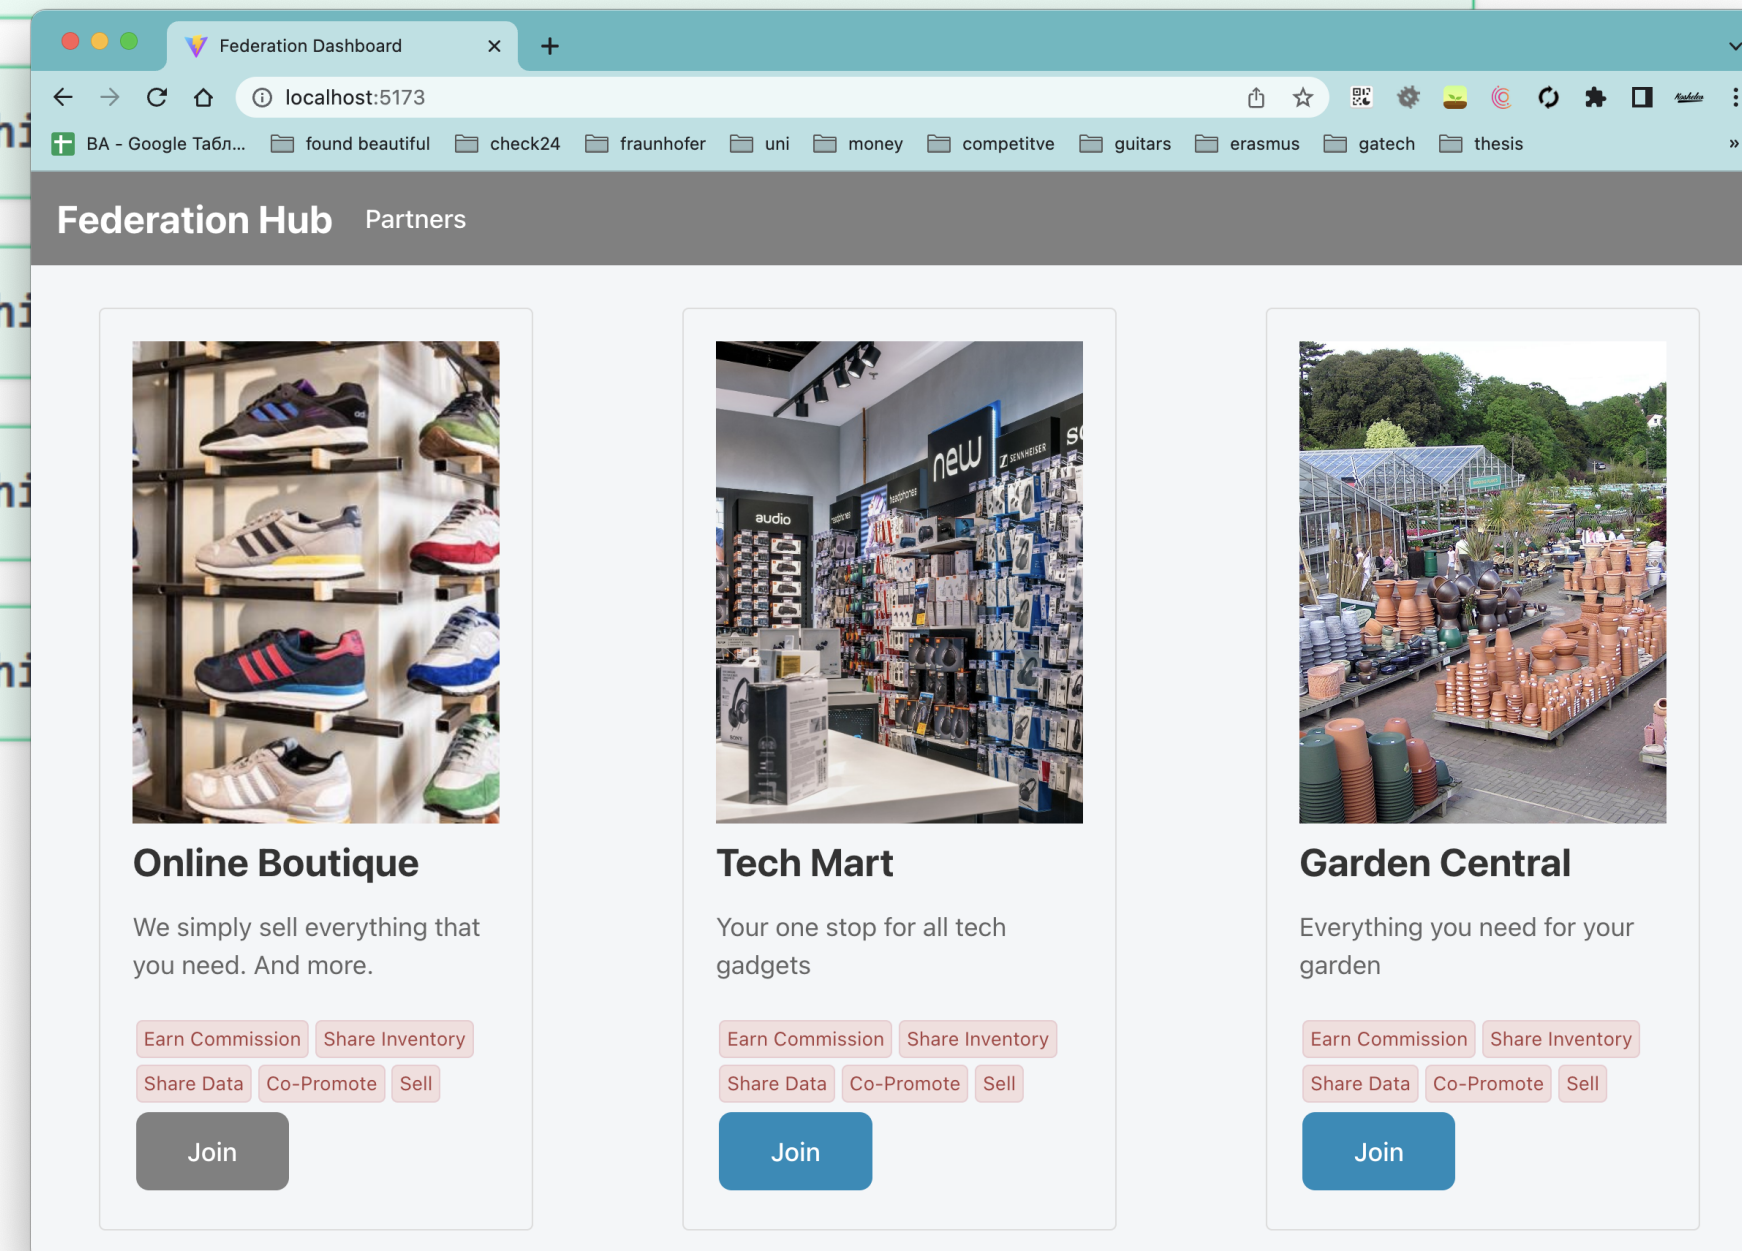 Federation Dashboard
localhost:5173
BA - Google Табл...
found beautiful
check24
fraunhofer
uni
money
competitve
guitars
erasmus
gatech
thesis
»
Federation Hub
Partners
audio
headphones
new
SENNHEISER
Online Boutique
We simply sell everything that
you need. And more.
Earn Commission
Share Inventory
Share Data
Co-Promote
Sell
Join
Tech Mart
Your one stop for all tech
gadgets
Earn Commission
Share Inventory
Share Data
Co-Promote
Sell
Join
Garden Central
Everything you need for your
garden
Earn Commission
Share Inventory
Share Data
Co-Promote
Sell
Join